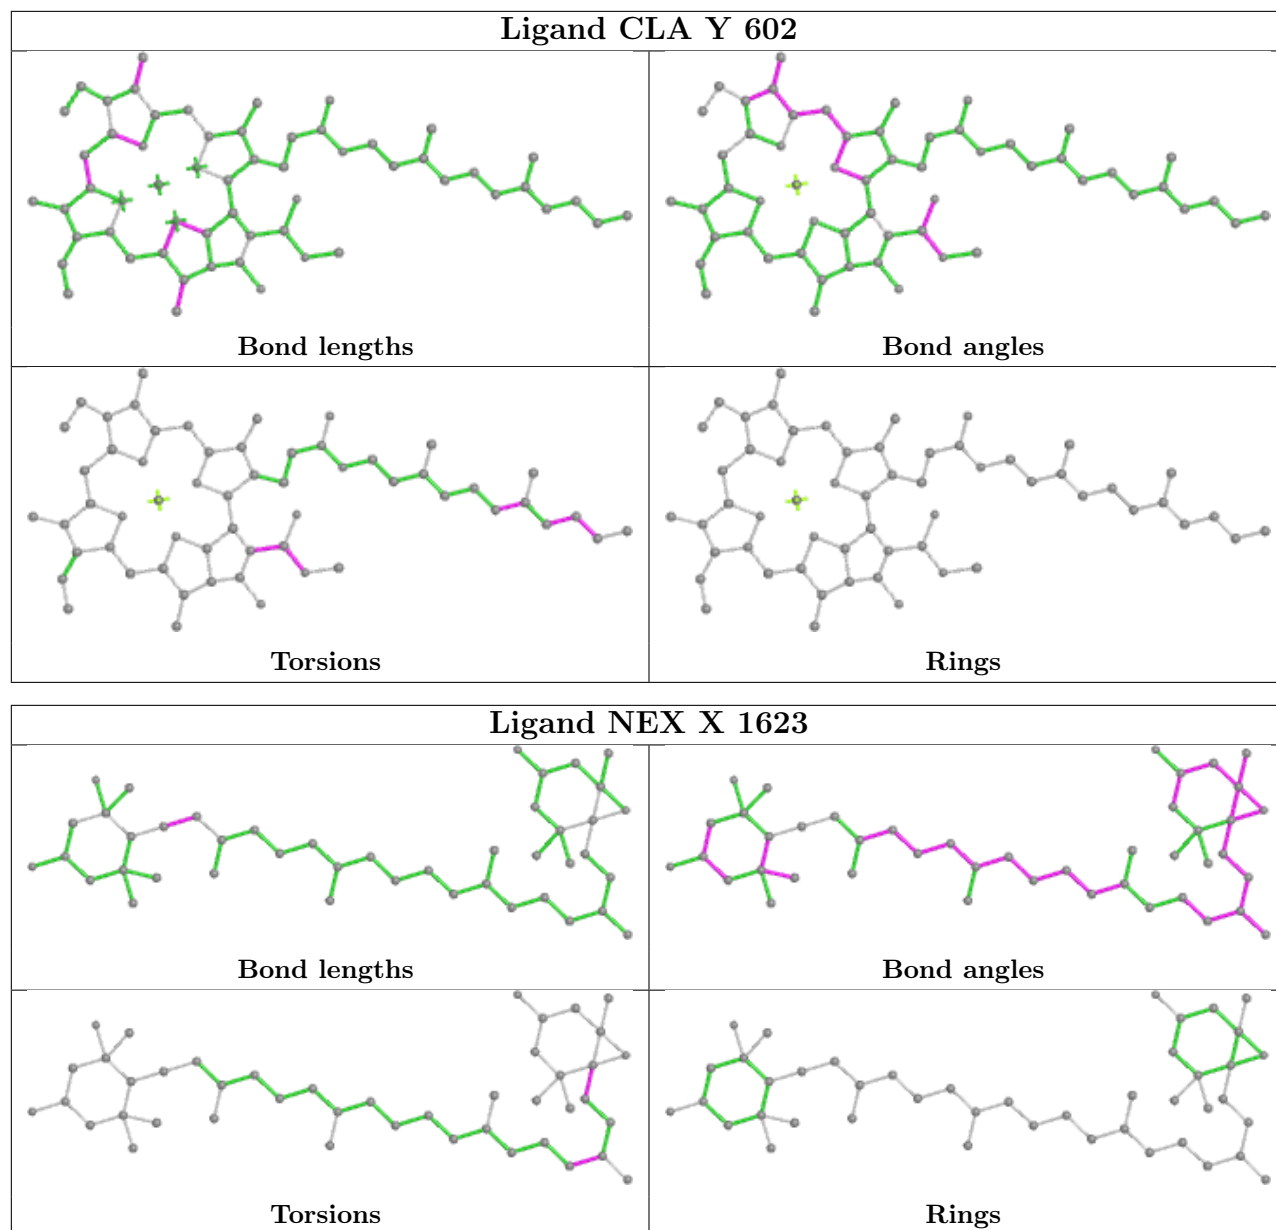 Ligand CLA Y 602
Bond lengths
Bond angles
Torsions
Rings
Ligand NEX X 1623
Bond lengths
Bond angles
Torsions
Rings